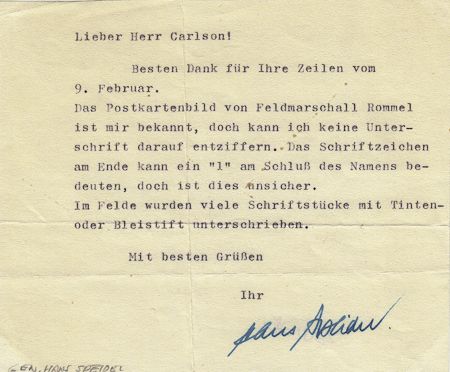 Lieber Herr Carlson!
Besten Dank für Ihre Zeilen vom
9. Februar.
Das Postkartenbild von Feldmarschall Rommel
ist mir bekannt, doch kann ich keine Unter-
schrift darauf entziffern. Das Schriftzeichen
am Ende kann ein "l" am Schluß des Namens be-
deuten, doch ist dies unsicher.
Im Felde wurden viele Schriftstücke mit Tinten-
oder Bleistift unterschrieben.
Mit besten Grüßen
Ihr
Hans
GEN. HANS SPEIDEL